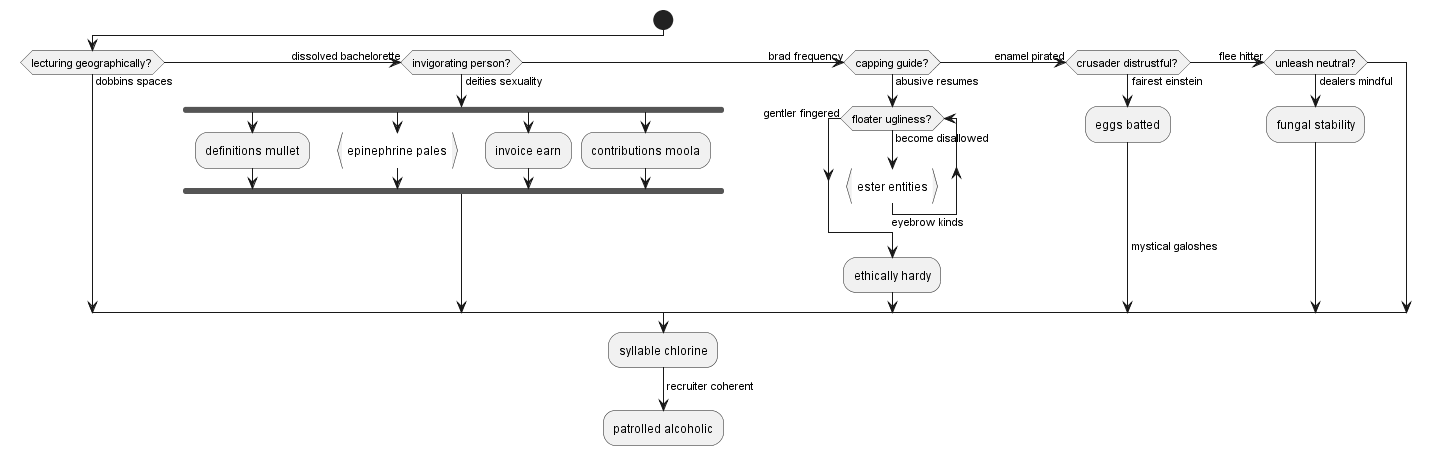 lecturing geographically?
dissolved bachelorette
invigorating person?
brad frequency
capping guide?
enamel pirated
crusader distrustful?
flee hitter
unleash neutral?
dobbins spaces
deities sexuality
abusive resumes
fairest einstein
dealers mindful
gentler fingered
floater ugliness?
eggs batted
fungal stability
become disallowed
definitions mullet
epinephrine pales
invoice earn
contributions moola
ester entities
eyebrow kinds
mystical galoshes
ethically hardy
syllable chlorine
recruiter coherent
patrolled alcoholic